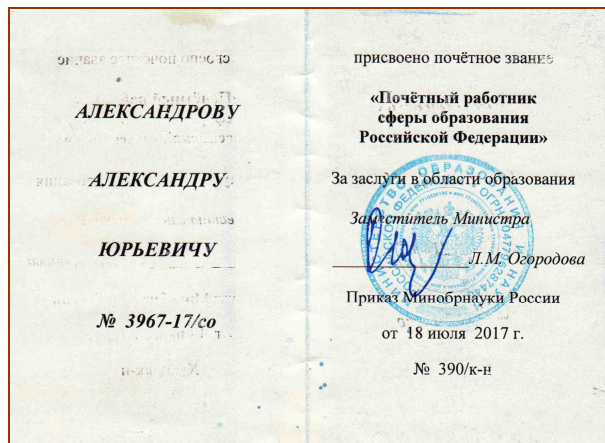 АЛЕКСАНДРОВУ
АЛЕКСАНДРУ
ЮРЬЕВИЧУ
№ 3967-17/со
присвоено почётное звание
«Почётный работник
сферы образования
Российской Федерации»
За заслуги в области образования
Заместитель Министра
Л.М. Огородова
Приказ Минобрнауки России
от 18 июля 2017 г.
№ 390/к-н